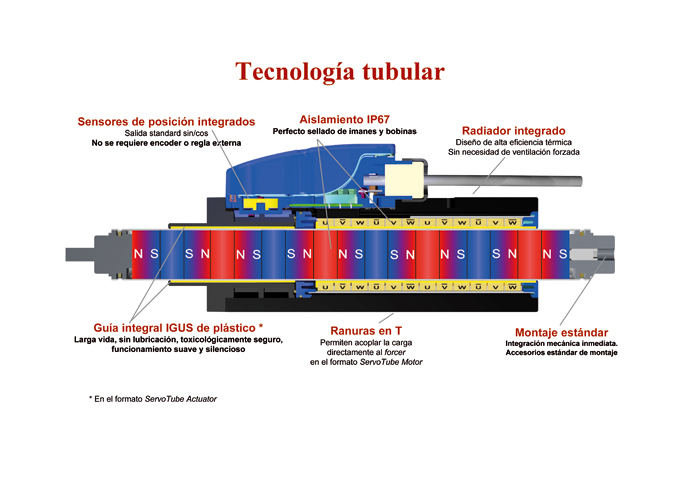 Tecnología tubular
Sensores de posición integrados
Salida standard sin/cos
No se requiere encoder o regla externa
Aislamiento IP67
Perfecto sellado de imanes y bobinas
Radiador integrado
Diseño de alta eficiencia térmica
Sin necesidad de ventilación forzada
U V W U V W U V W U V W
N S S N N S S N N S S N N S S N N S
U V W U V W U V W U V W
Guía integral IGUS de plástico *
Larga vida, sin lubricación, toxicológicamente seguro,
funcionamiento suave y silencioso
Ranuras en T
Permiten acoplar la carga
directamente al forcer
en el formato ServoTube Motor
Montaje estándar
Integración mecánica inmediata.
Accesorios estándar de montaje
* En el formato ServoTube Actuator